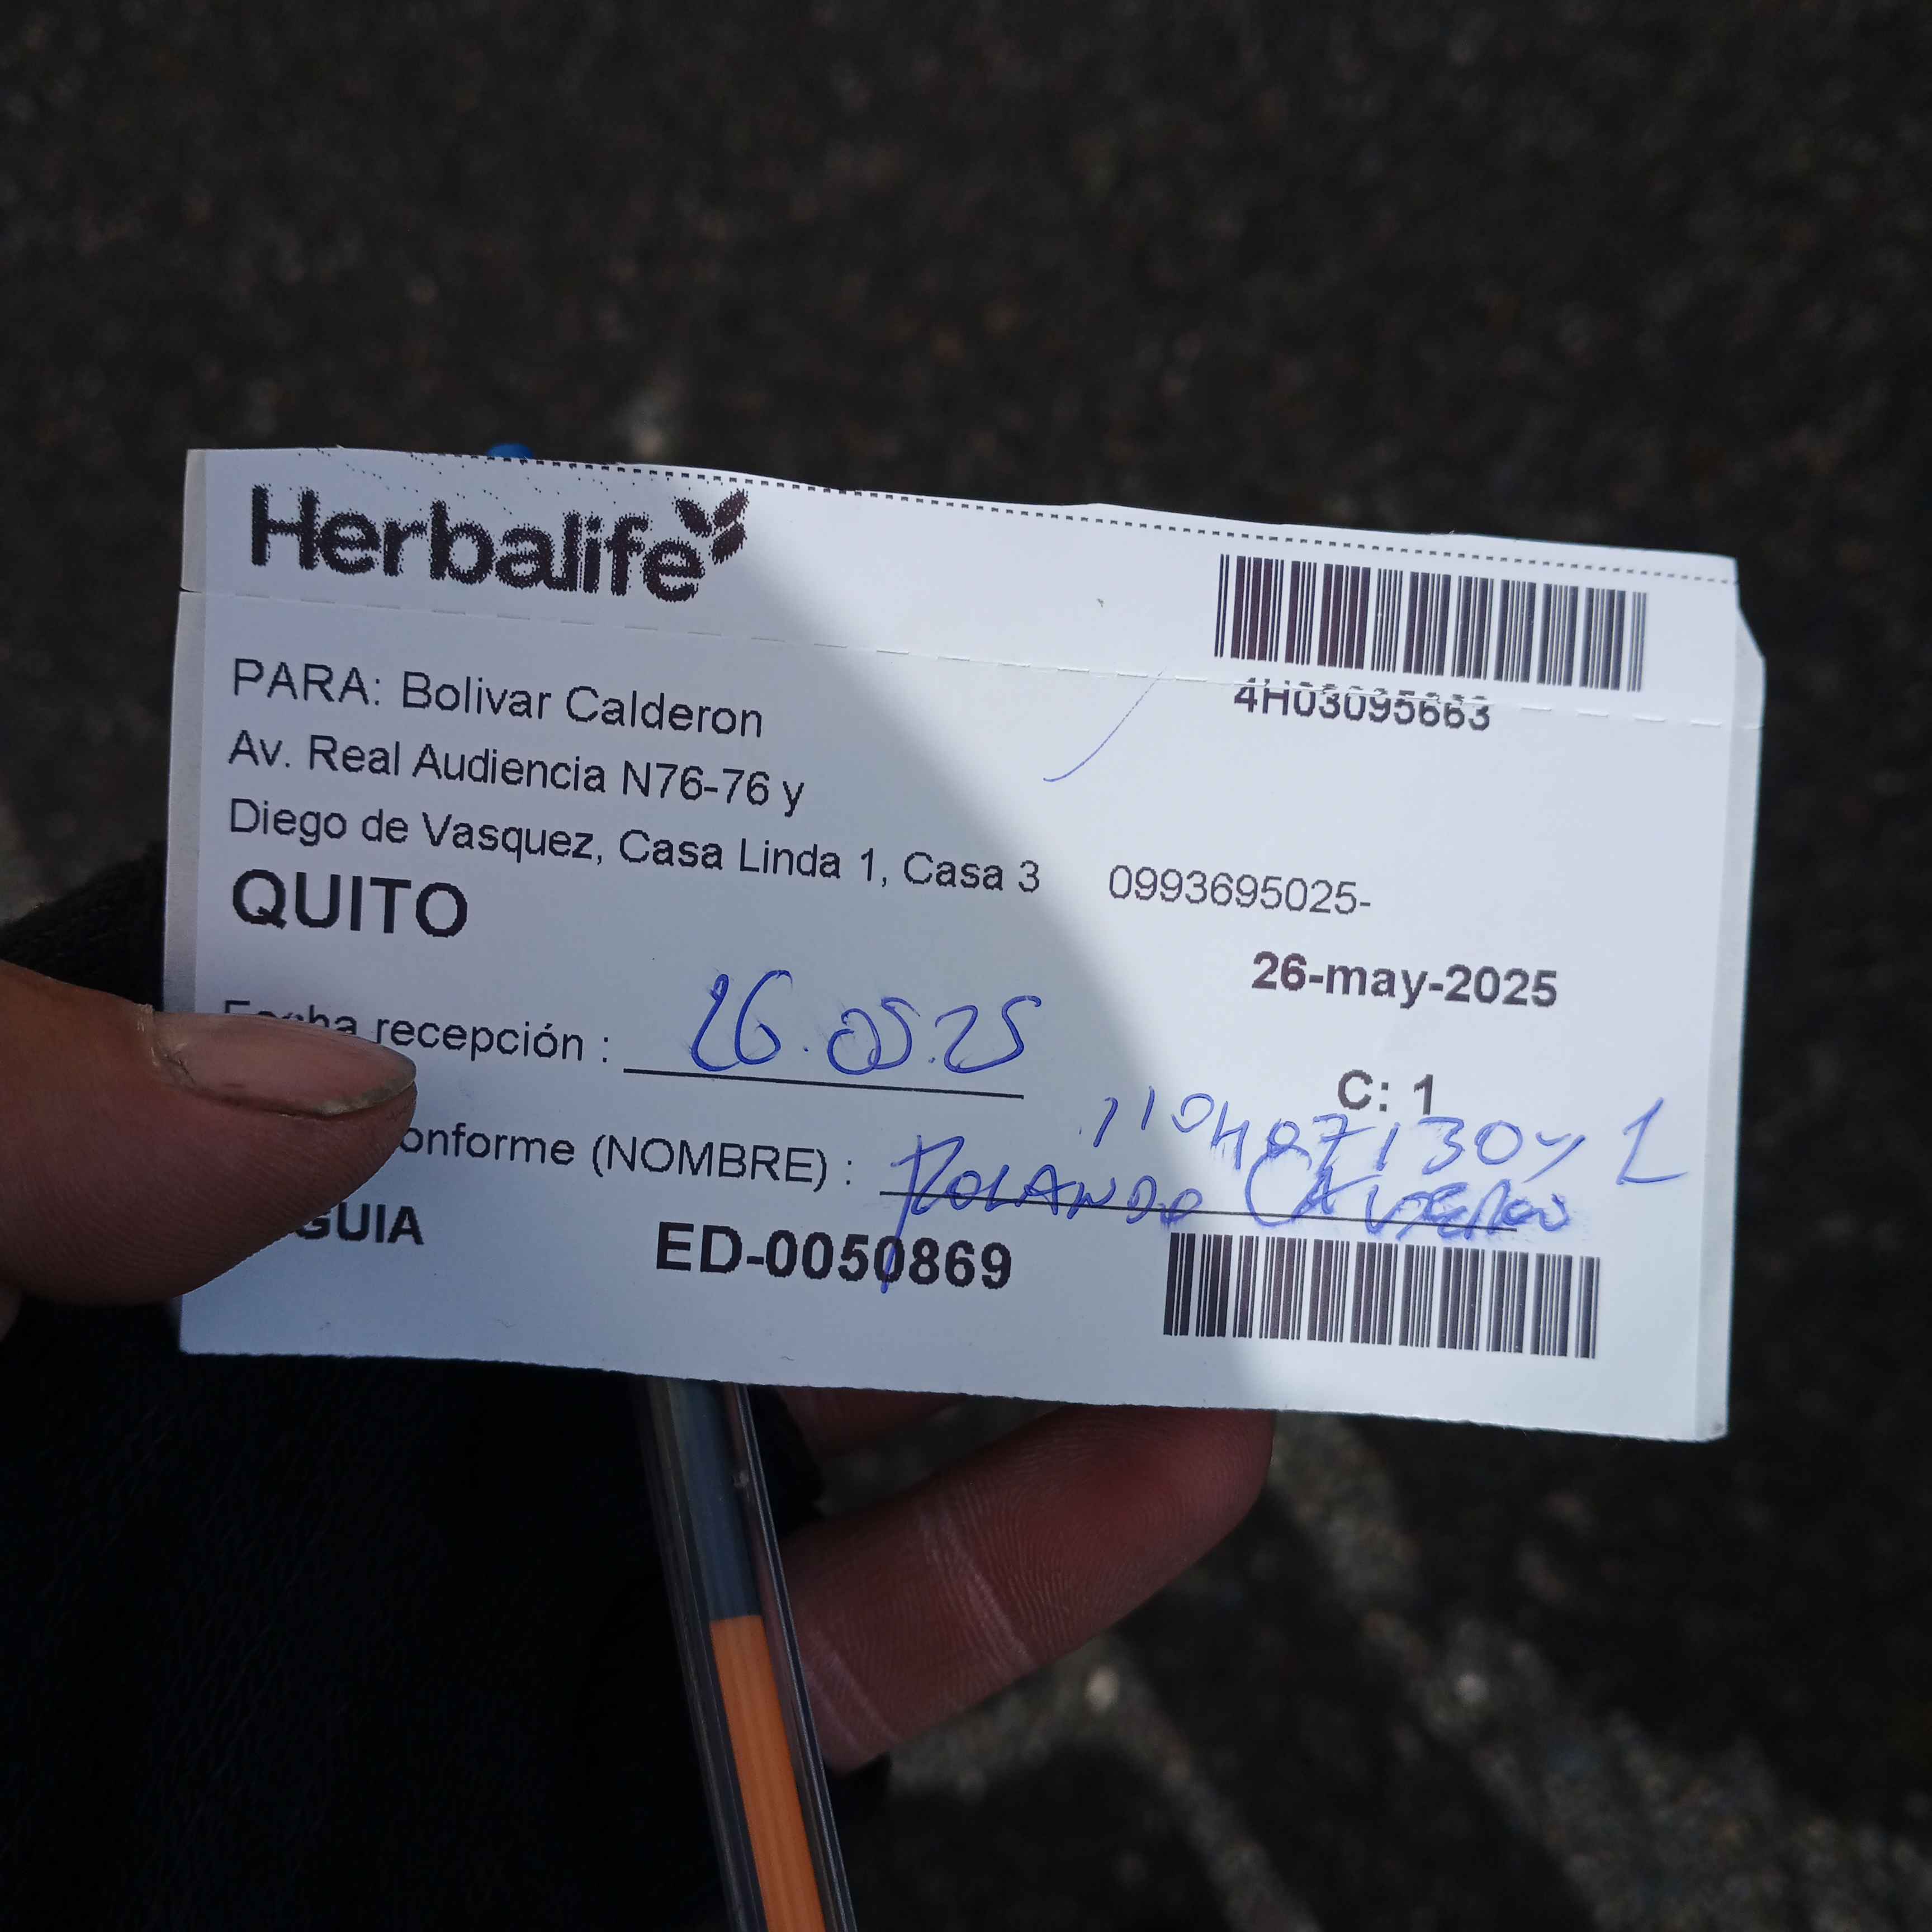 Herbalife
4H03095663
PARA: Bolivar Calderon
Av. Real Audiencia N76-76 y
Diego de Vasquez, Casa Linda 1, Casa 3 0993695025-
QUITO
26-may-2025
recepción : 26.05.25
C: 1
onforme (NOMBRE) : ROLANDO
GUIA ED-0050869